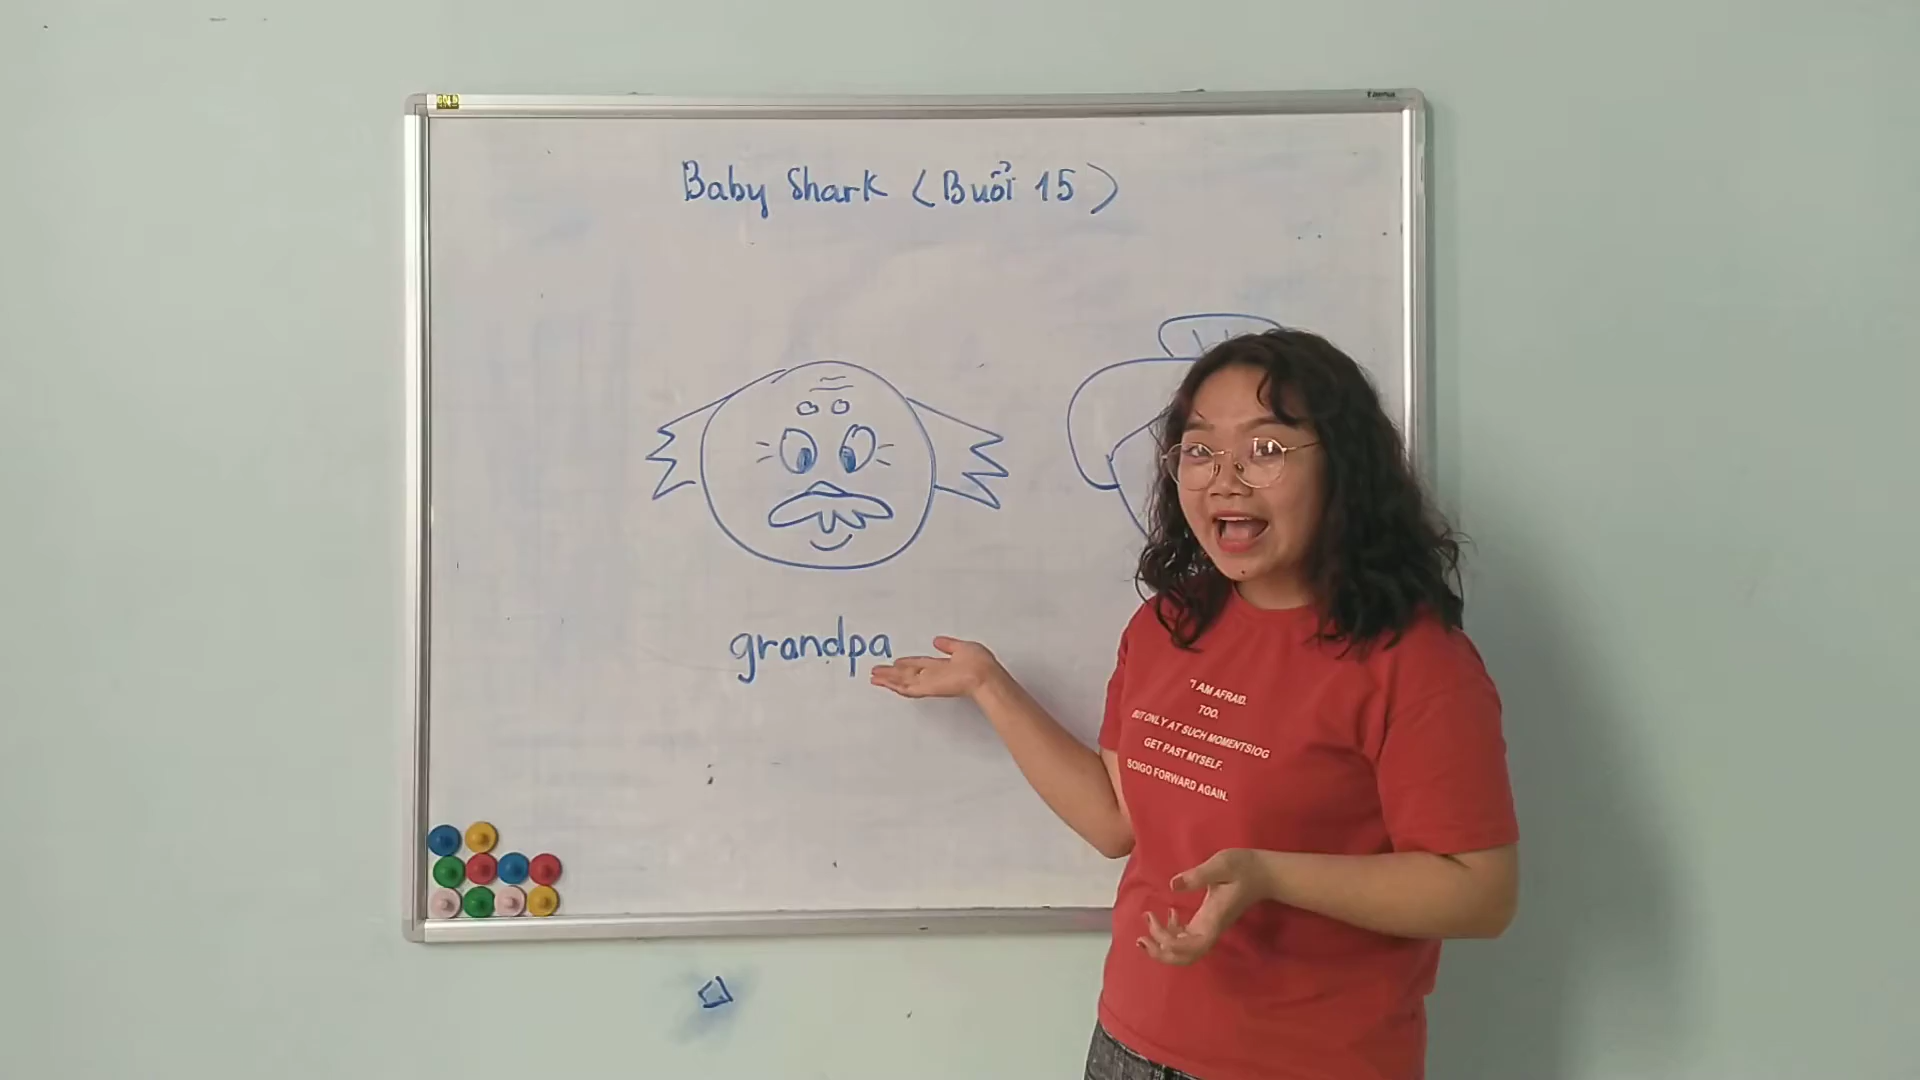 Baby Shark (Buổi 15)
grandpa
"I AM AFRAID.
TOO.
BUT ONLY AT SUCH MOMENTSIOG
GET PAST MYSELF.
SOIGO FORWARD AGAIN.